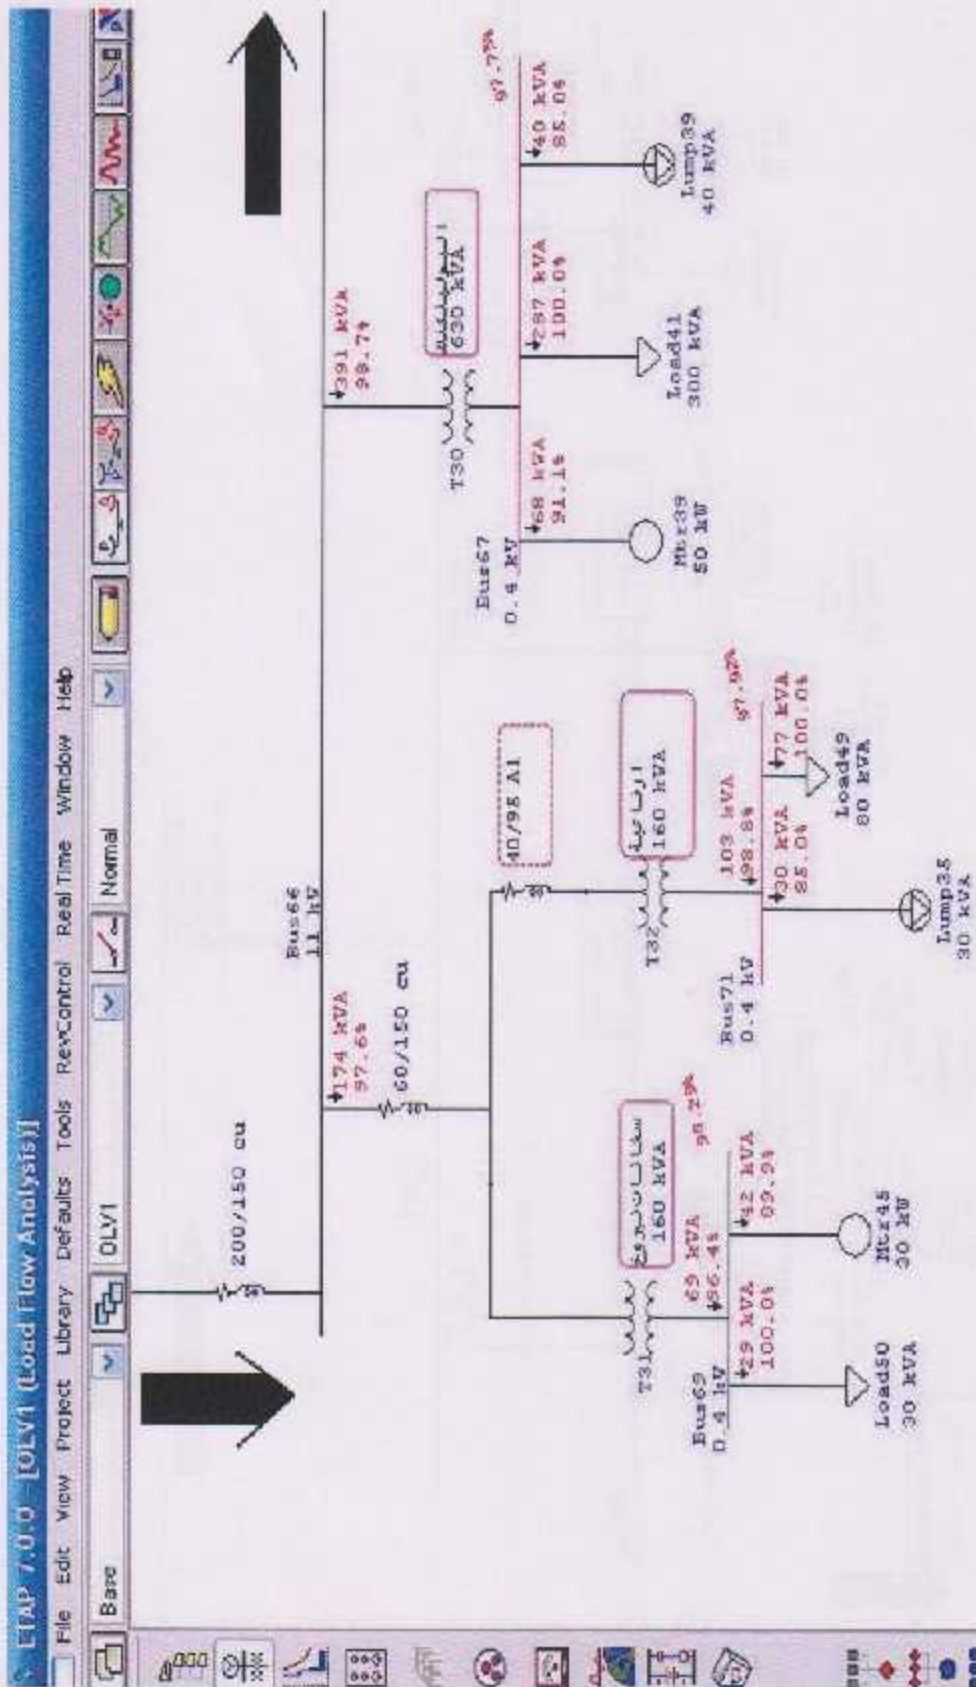 ETAP 7.0.0 - [OLV1 (Load Flow Analysis)]
File Edit View Project Library Defaults Tools RevControl Real Time Window Help
Base OLV1 Normal
200/150 cu
Bus66
11 kV
174 kVA
97.6%
60/150 cu
391 kVA
98.7%
T30
630 kVA
Bus67
0.4 kV
97.75%
68 kVA
91.1%
287 kVA
100.0%
40 kVA
85.0%
Mtr39
50 kW
Load41
300 kVA
Lump39
40 kVA
40/95 Al
T31
160 kVA
69 kVA
96.4%
Bus69
0.4 kV
29 kVA
100.0%
42 kVA
89.9%
Load50
30 kVA
Mtr45
30 kW
T32
160 kVA
103 kVA
98.8%
97.92%
Bus71
0.4 kV
30 kVA
85.0%
77 kVA
100.0%
Lump35
30 kVA
Load49
80 kVA